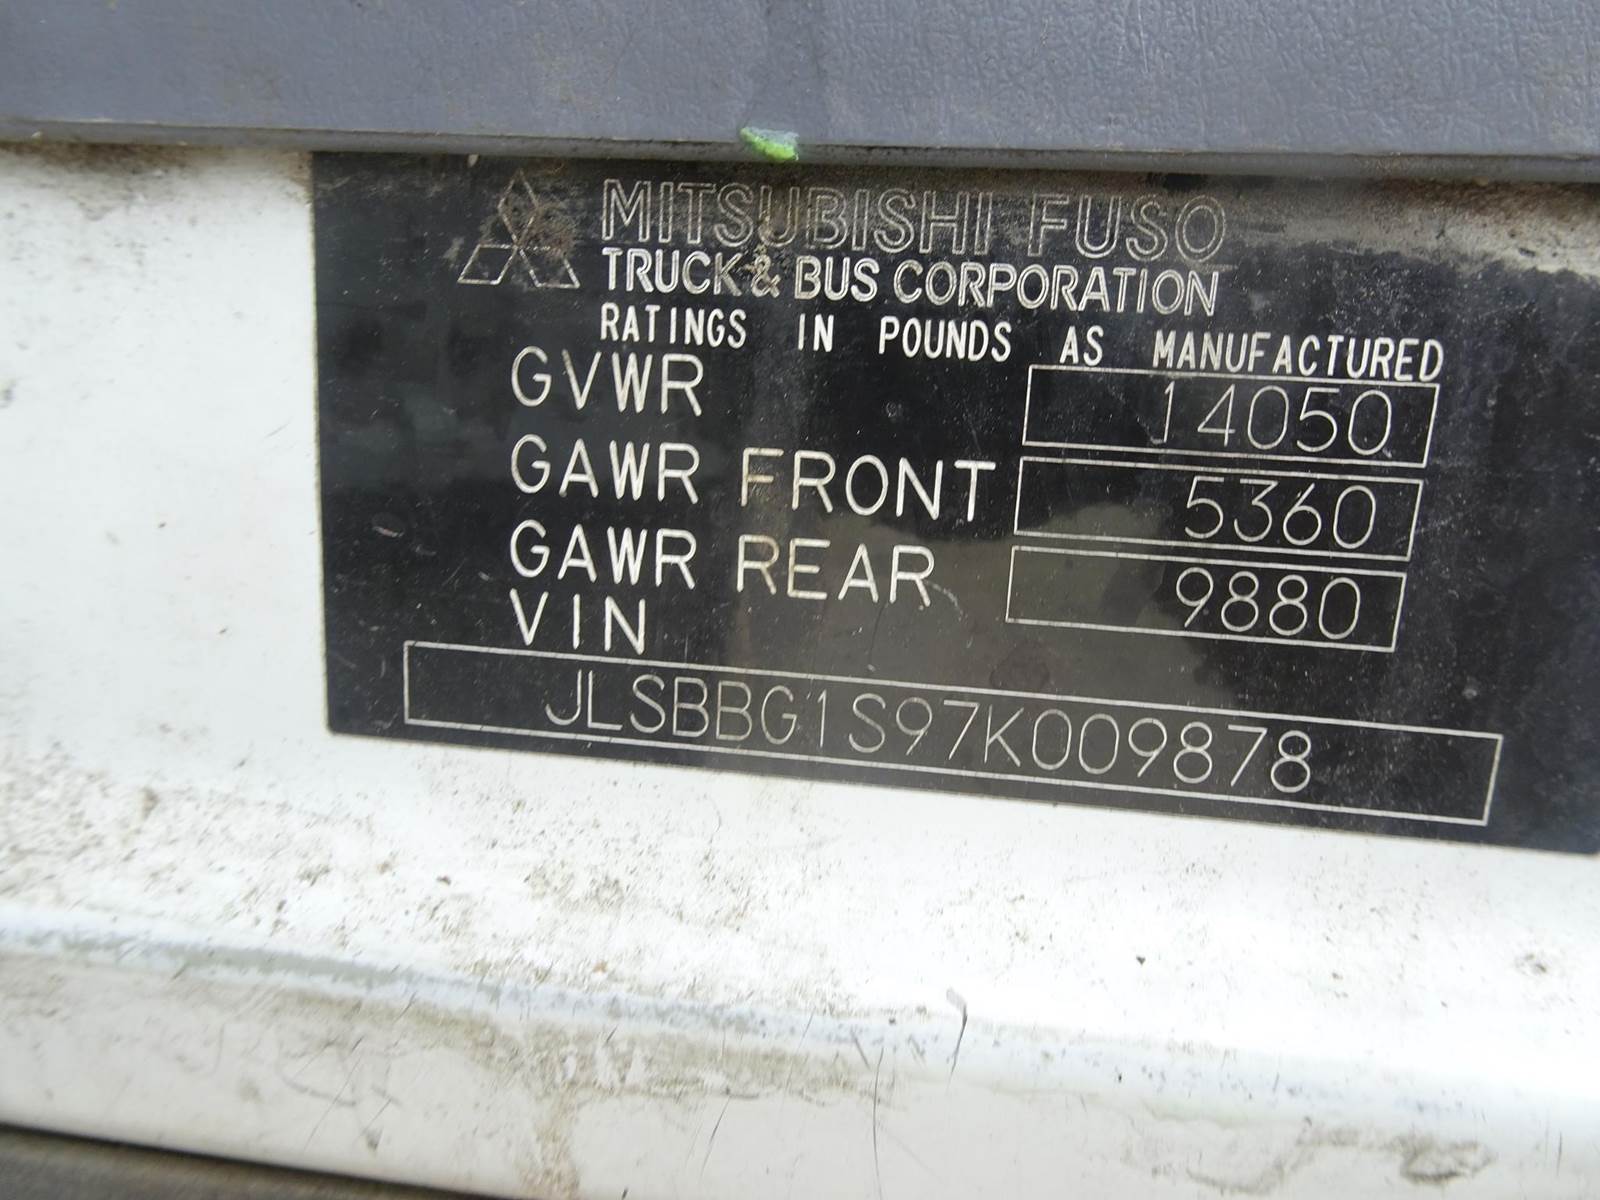 MITSUBISHI FUSO
TRUCK & BUS CORPORATION
RATINGS IN POUNDS AS MANUFACTURED
GVWR 14050
GAWR FRONT 5360
GAWR REAR 9880
VIN
JLSBBG1S97K009878